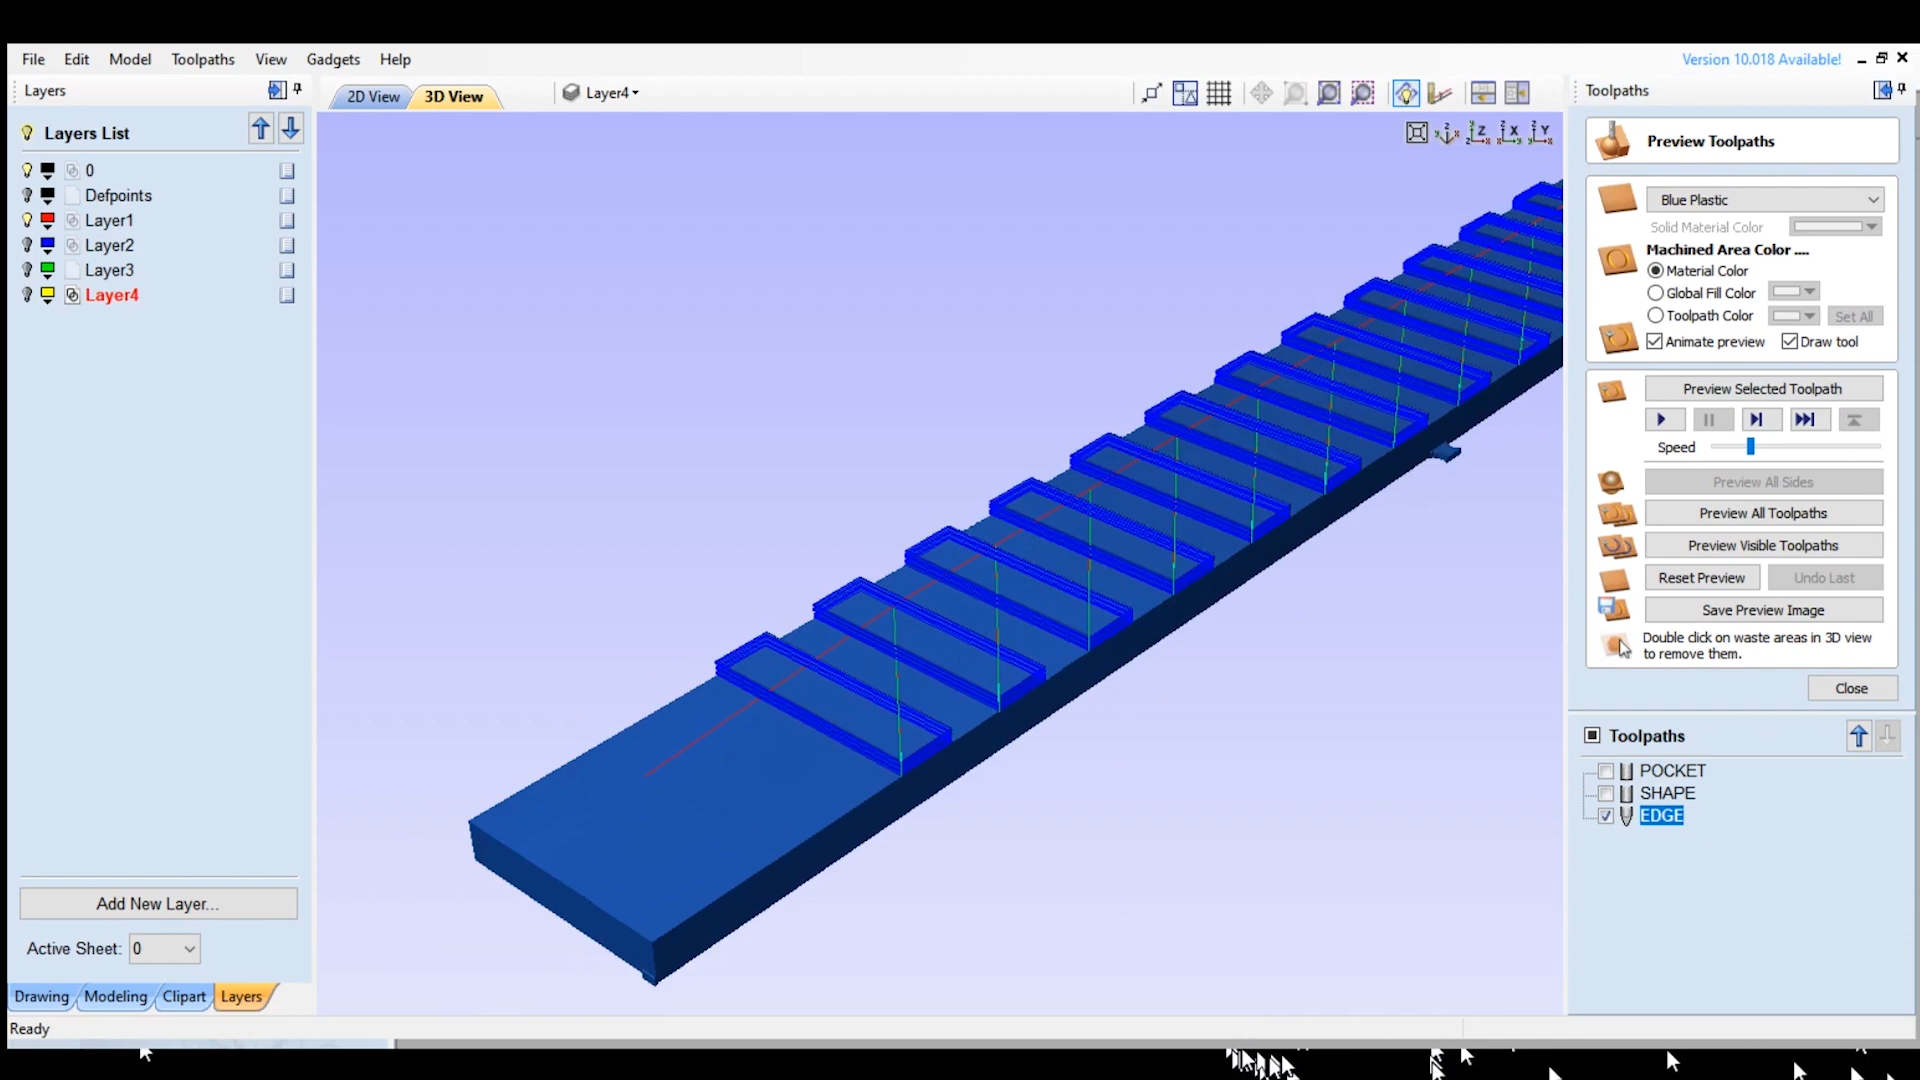 File Edit Model Toolpaths View Gadgets Help
Version 10.018 Available!
Layers
Layers List
0
Defpoints
Layer1
Layer2
Layer3
Layer4
Add New Layer...
Active Sheet: 0
Drawing Modeling Clipart Layers
Ready
2D View 3D View
Layer4
Toolpaths
Preview Toolpaths
Blue Plastic
Solid Material Color
Machined Area Color ....
Material Color
Global Fill Color
Toolpath Color Set All
Animate preview Draw tool
Preview Selected Toolpath
Speed
Preview All Sides
Preview All Toolpaths
Preview Visible Toolpaths
Reset Preview Undo Last
Save Preview Image
Double click on waste areas in 3D view
to remove them.
Close
Toolpaths
POCKET
SHAPE
EDGE